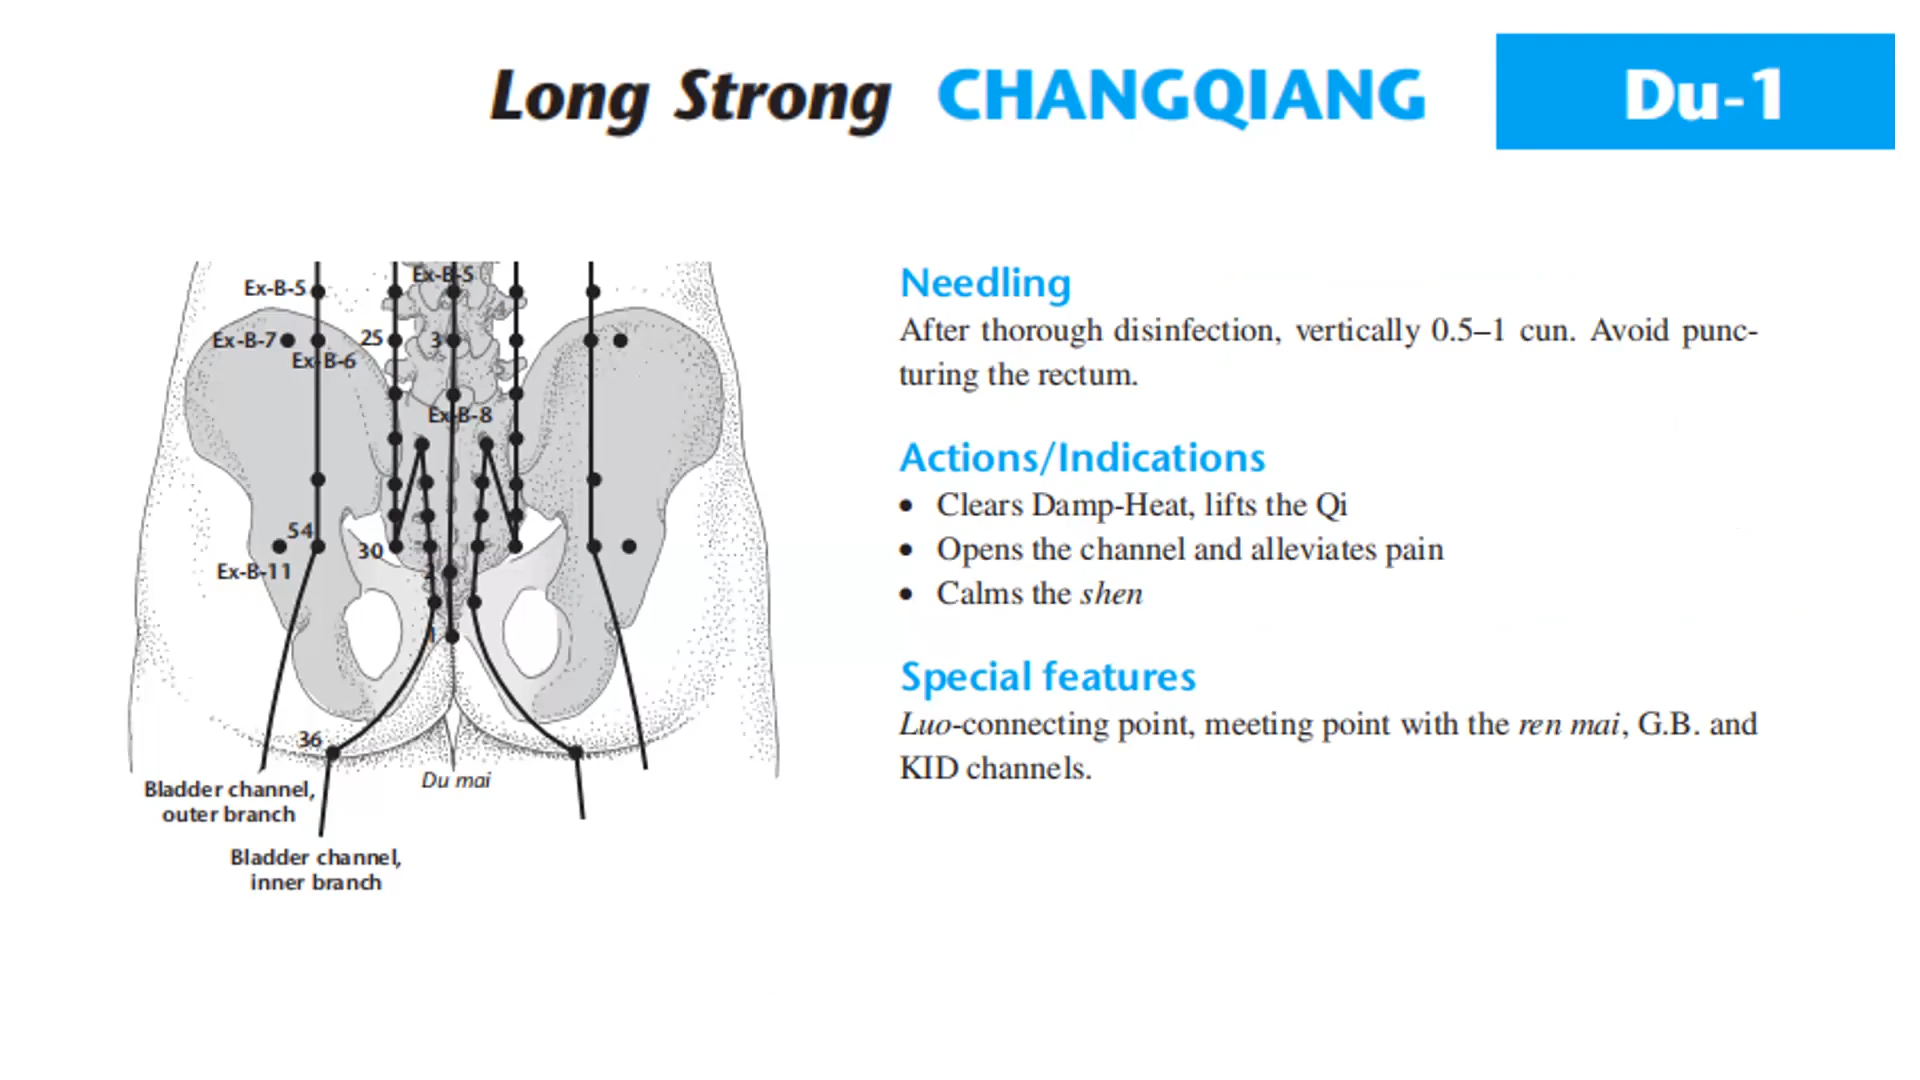 Long Strong CHANGQIANG Du-1
Ex-B-5
Ex-B-5
Ex-B-7
25
3
Ex-B-6
Ex-B-8
54
30
Ex-B-11
2
1
36
Du mai
Bladder channel,
outer branch
Bladder channel,
inner branch
Needling
After thorough disinfection, vertically 0.5–1 cun. Avoid punc-
turing the rectum.
Actions/Indications
• Clears Damp-Heat, lifts the Qi
• Opens the channel and alleviates pain
• Calms the shen
Special features
Luo-connecting point, meeting point with the ren mai, G.B. and
KID channels.